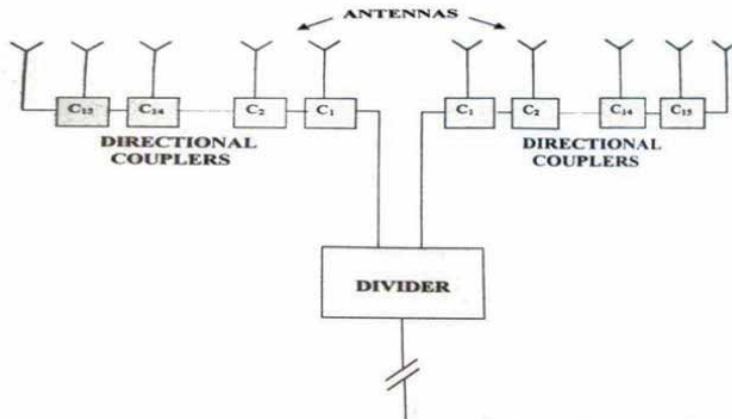 ANTENNAS
C15 C14 C2 C1 C1 C2 C14 C15
DIRECTIONAL
COUPLERS
DIRECTIONAL
COUPLERS
DIVIDER